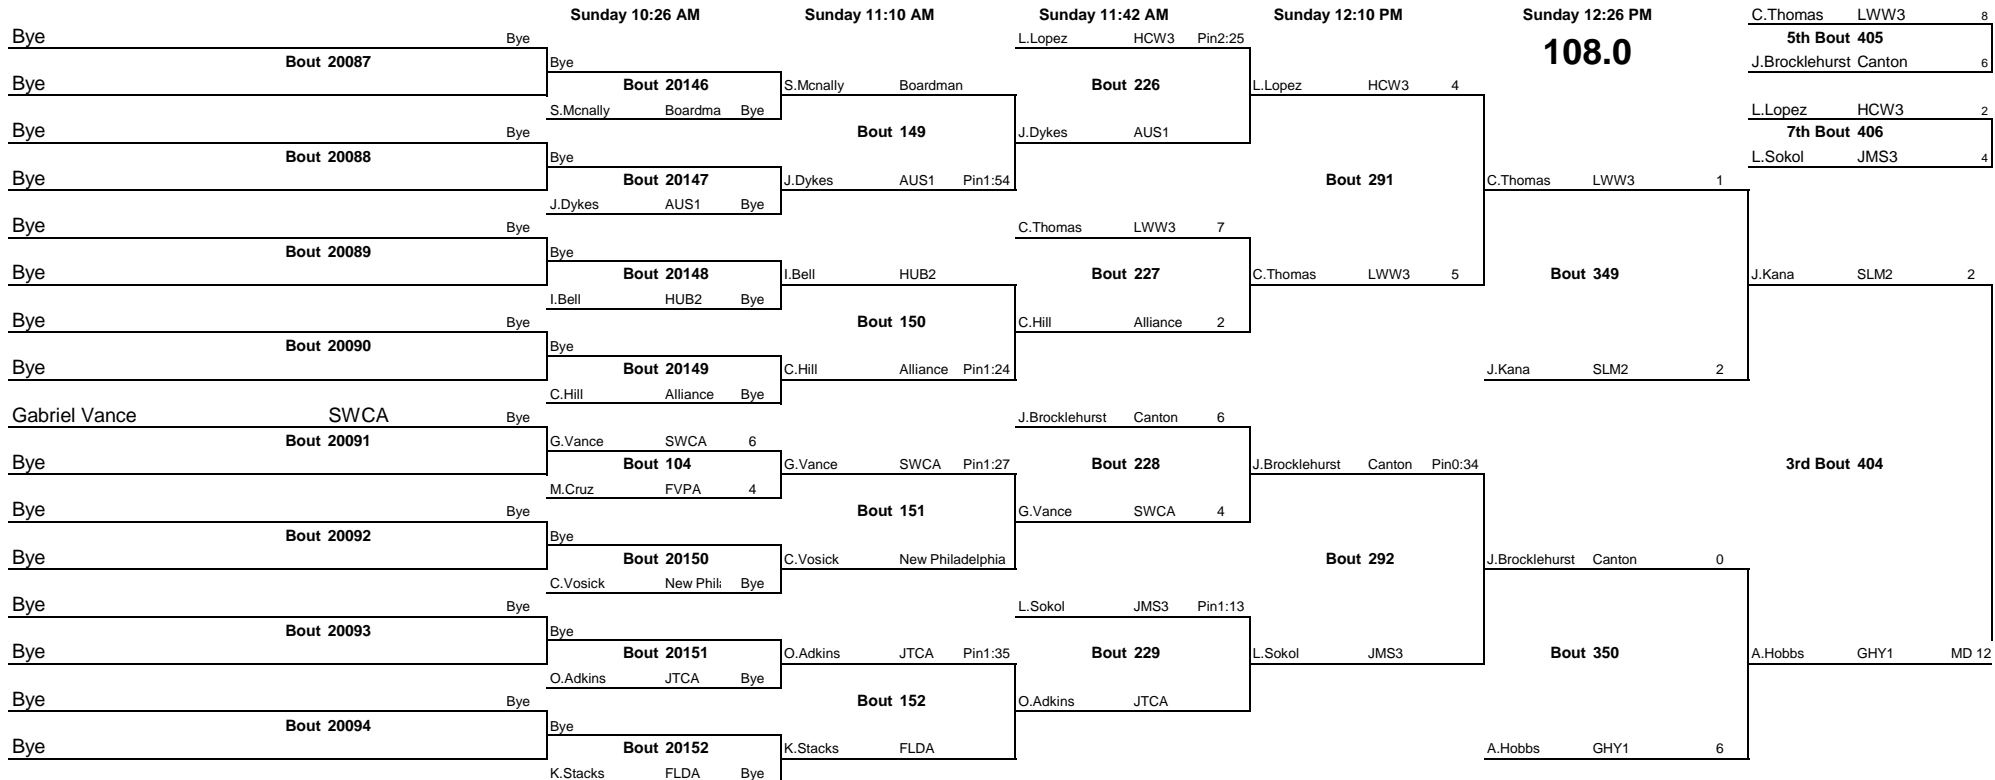 Sunday 10:26 AM Sunday 11:10 AM Sunday 11:42 AM Sunday 12:10 PM Sunday 12:26 PM
108.0
Bye Bye
Bout 20087
Bye
Bye Bye
Bout 20088
Bye
Bye Bye
Bout 20089
Bye
Bye Bye
Bout 20090
Bye
Gabriel Vance SWCA Bye
Bout 20091
Bye
Bye Bye
Bout 20092
Bye
Bye Bye
Bout 20093
Bye
Bye Bye
Bout 20094
Bye
Bye
Bout 20146
S.Mcnally Boardma Bye
Bye
Bout 20147
J.Dykes AUS1 Bye
Bye
Bout 20148
I.Bell HUB2 Bye
Bye
Bout 20149
C.Hill Alliance Bye
G.Vance SWCA 6
Bout 104
M.Cruz FVPA 4
Bye
Bout 20150
C.Vosick New Phil Bye
Bye
Bout 20151
O.Adkins JTCA Bye
Bye
Bout 20152
K.Stacks FLDA Bye
S.Mcnally Boardman
Bout 149
J.Dykes AUS1 Pin1:54
I.Bell HUB2
Bout 150
C.Hill Alliance Pin1:24
G.Vance SWCA Pin1:27
Bout 151
C.Vosick New Philadelphia
O.Adkins JTCA Pin1:35
Bout 152
K.Stacks FLDA
L.Lopez HCW3 Pin2:25
Bout 226
J.Dykes AUS1
C.Thomas LWW3 7
Bout 227
C.Hill Alliance 2
J.Brocklehurst Canton 6
Bout 228
G.Vance SWCA 4
L.Sokol JMS3 Pin1:13
Bout 229
O.Adkins JTCA
L.Lopez HCW3 4
Bout 291
C.Thomas LWW3 5
J.Brocklehurst Canton Pin0:34
Bout 292
L.Sokol JMS3
C.Thomas LWW3 1
Bout 349
J.Kana SLM2 2
J.Brocklehurst Canton 0
Bout 350
A.Hobbs GHY1 6
C.Thomas LWW3 8
5th Bout 405
J.Brocklehurst Canton 6
L.Lopez HCW3 2
7th Bout 406
L.Sokol JMS3 4
J.Kana SLM2 2
3rd Bout 404
A.Hobbs GHY1 MD 12